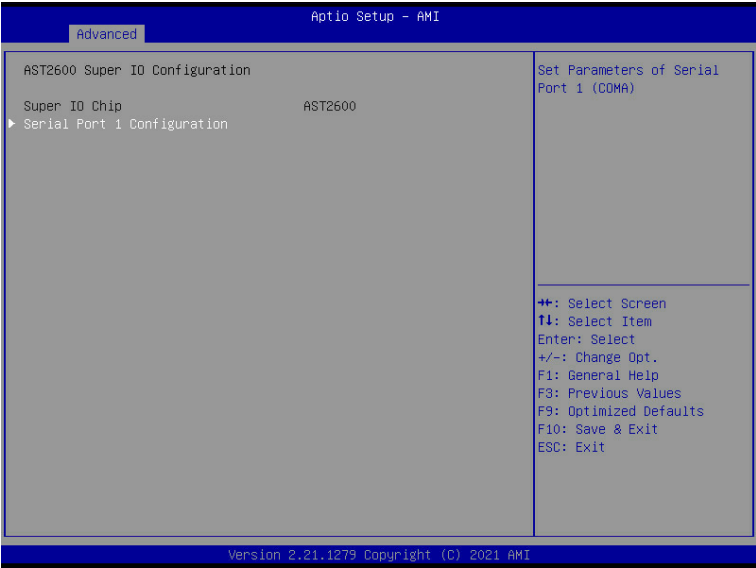 Aptio Setup – AMI
Advanced
AST2600 Super IO Configuration
Super IO Chip AST2600
▶ Serial Port 1 Configuration
Set Parameters of Serial
Port 1 (COMA)
→←: Select Screen
↑↓: Select Item
Enter: Select
+/-: Change Opt.
F1: General Help
F3: Previous Values
F9: Optimized Defaults
F10: Save & Exit
ESC: Exit
Version 2.21.1279 Copyright (C) 2021 AMI